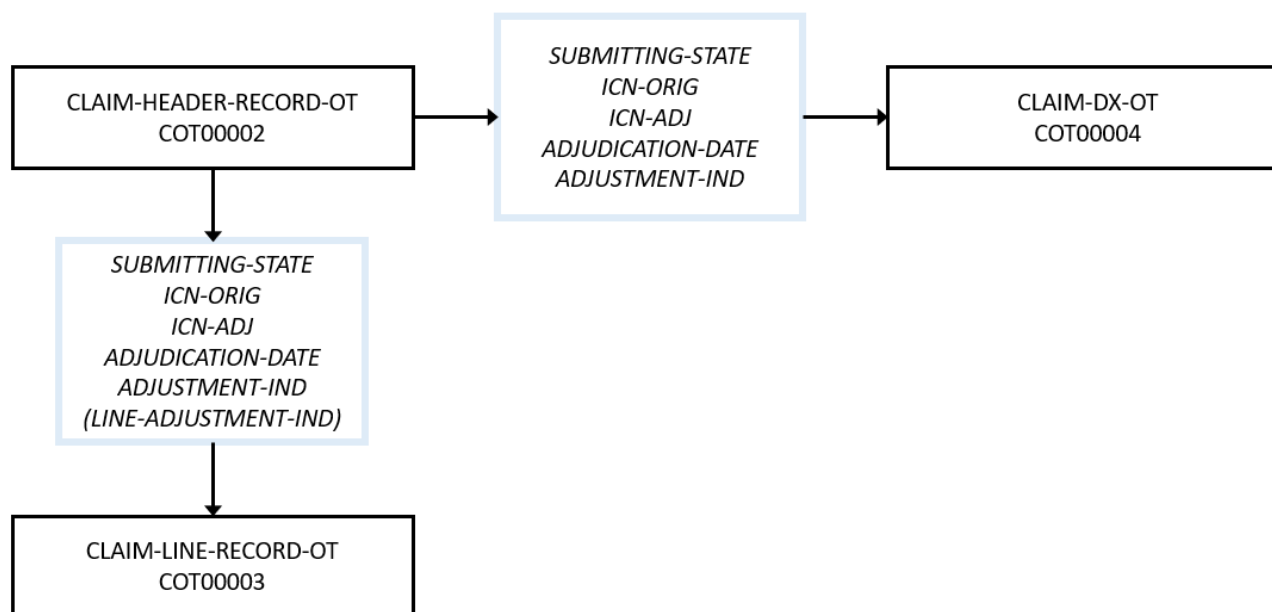 CLAIM-HEADER-RECORD-OT
COT00002
SUBMITTING-STATE
ICN-ORIG
ICN-ADJ
ADJUDICATION-DATE
ADJUSTMENT-IND
CLAIM-DX-OT
COT00004
SUBMITTING-STATE
ICN-ORIG
ICN-ADJ
ADJUDICATION-DATE
ADJUSTMENT-IND
(LINE-ADJUSTMENT-IND)
CLAIM-LINE-RECORD-OT
COT00003